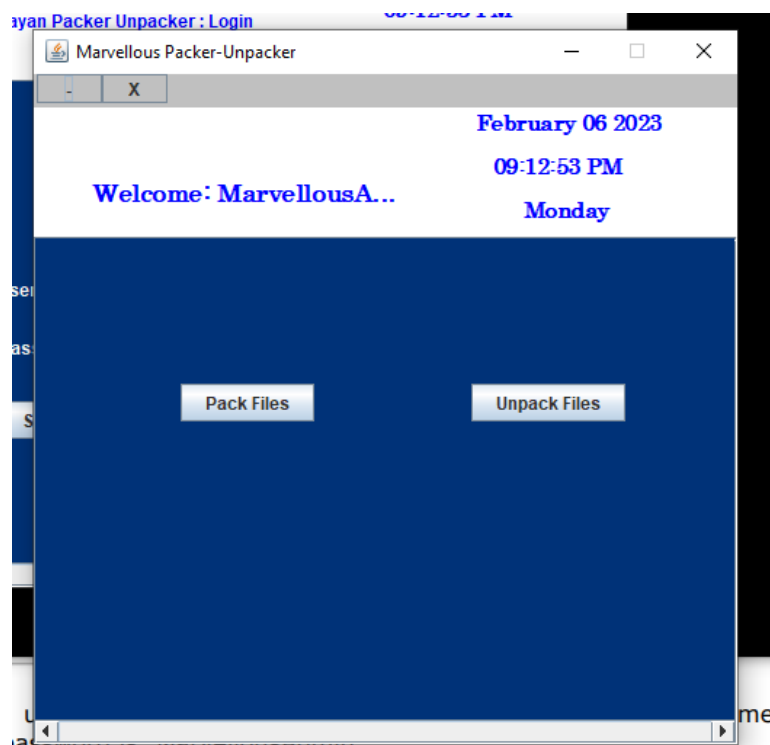 ayan Packer Unpacker : Login
Marvellous Packer-Unpacker
- X
February 06 2023
09:12:53 PM
Welcome: MarvellousA...
Monday
Pack Files
Unpack Files